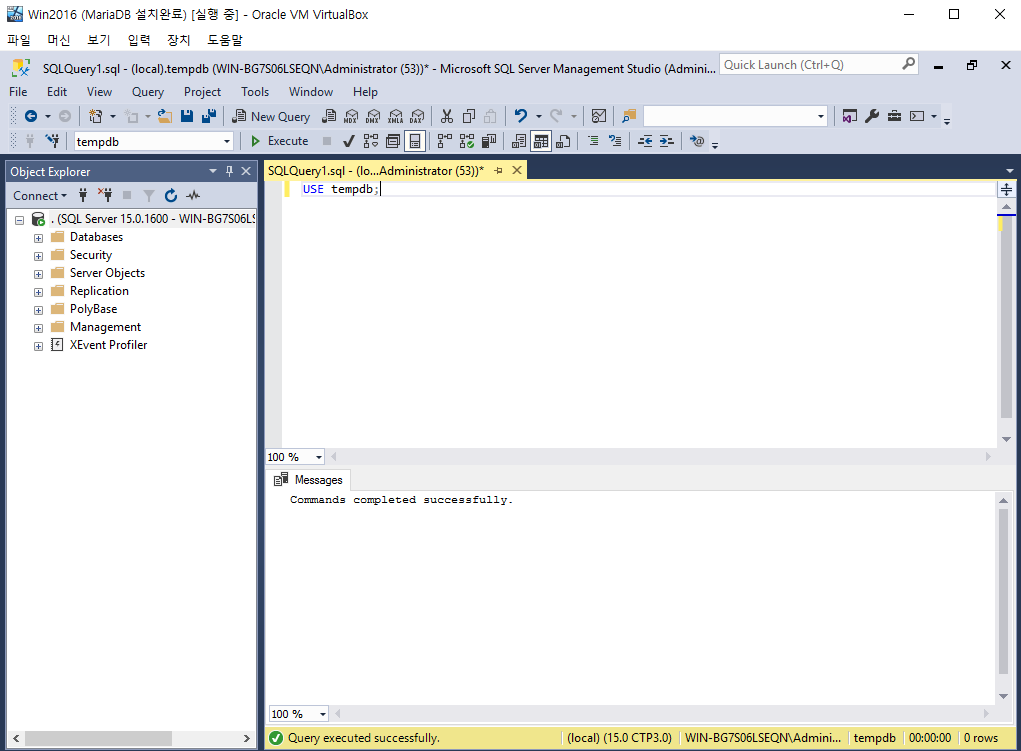 Win2016 (MariaDB 설치완료) [실행 중] - Oracle VM VirtualBox
파일 머신 보기 입력 장치 도움말
SQLQuery1.sql - (local).tempdb (WIN-BG7S06LSEQN\Administrator (53))* - Microsoft SQL Server Management Studio (Admini...
Quick Launch (Ctrl+Q)
File Edit View Query Project Tools Window Help
New Query MDX DMX XMLA DAX
tempdb Execute
Object Explorer
Connect
. (SQL Server 15.0.1600 - WIN-BG7S06LS
Databases
Security
Server Objects
Replication
PolyBase
Management
XEvent Profiler
SQLQuery1.sql - (lo...Administrator (53))*
USE tempdb;
100 %
Messages
Commands completed successfully.
100 %
Query executed successfully. (local) (15.0 CTP3.0) WIN-BG7S06LSEQN\Admini... tempdb 00:00:00 0 rows